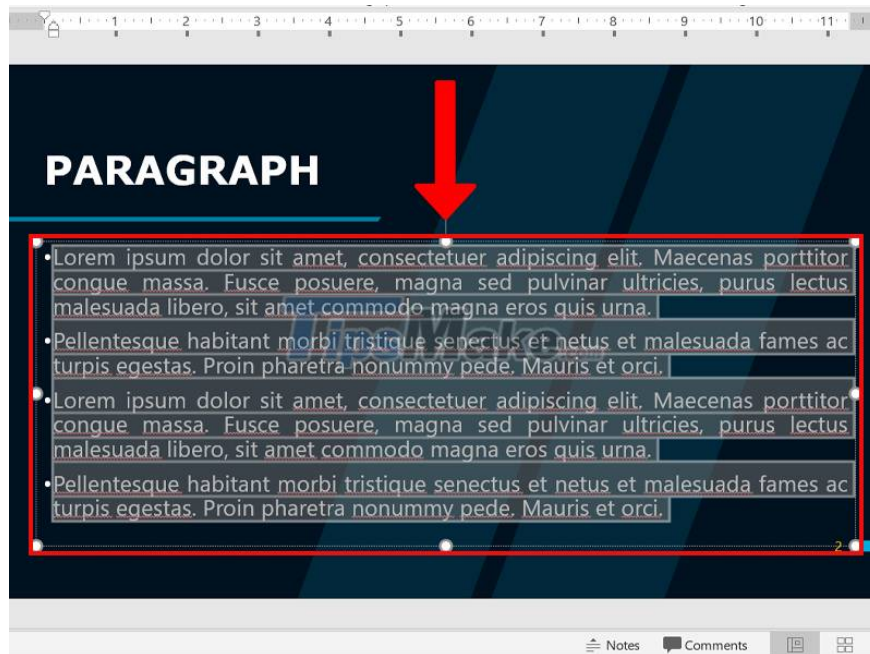 1 2 3 4 5 6 7 8 9 10 11
PARAGRAPH
•Lorem ipsum dolor sit amet, consectetuer adipiscing elit. Maecenas porttitor
congue massa. Fusce posuere, magna sed pulvinar ultricies, purus lectus
malesuada libero, sit amet commodo magna eros quis urna.
•Pellentesque habitant morbi tristique senectus et netus et malesuada fames ac
turpis egestas. Proin pharetra nonummy pede. Mauris et orci.
TipsMake.com
•Lorem ipsum dolor sit amet, consectetuer adipiscing elit. Maecenas porttitor
congue massa. Fusce posuere, magna sed pulvinar ultricies, purus lectus
malesuada libero, sit amet commodo magna eros quis urna.
•Pellentesque habitant morbi tristique senectus et netus et malesuada fames ac
turpis egestas. Proin pharetra nonummy pede. Mauris et orci.
2
Notes Comments